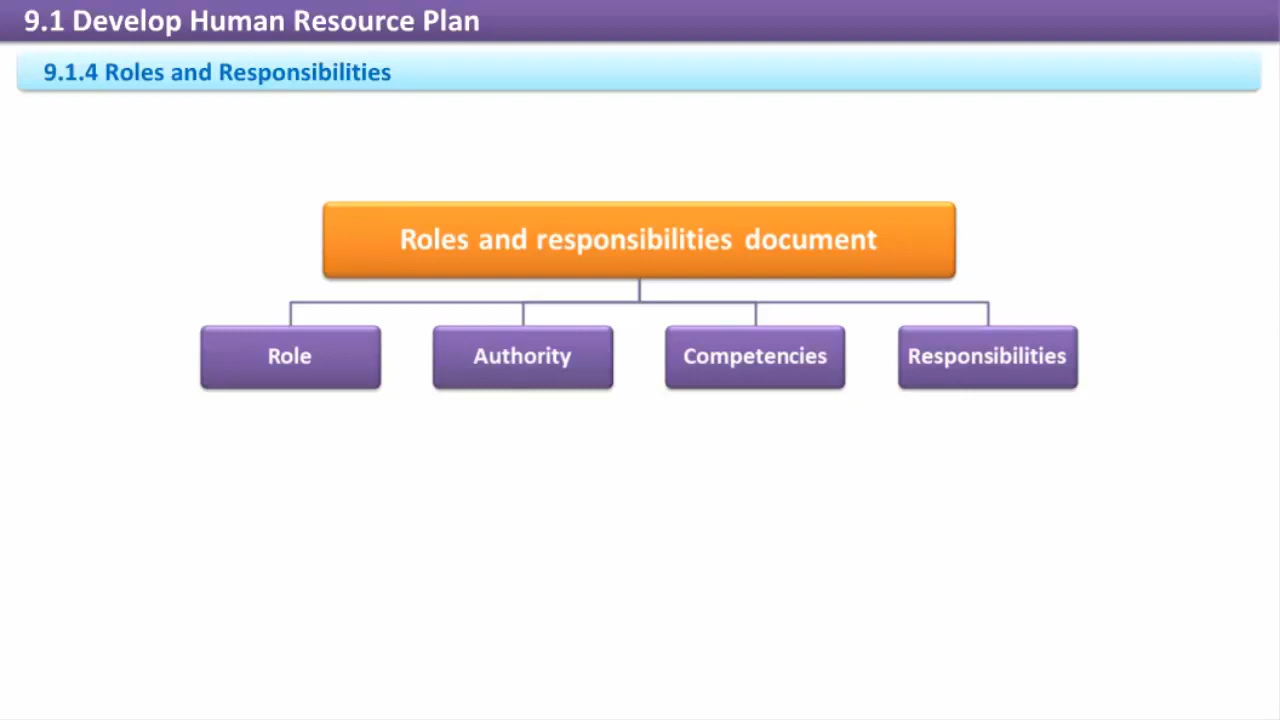 9.1 Develop Human Resource Plan
9.1.4 Roles and Responsibilities
Roles and responsibilities document
Role
Authority
Competencies
Responsibilities